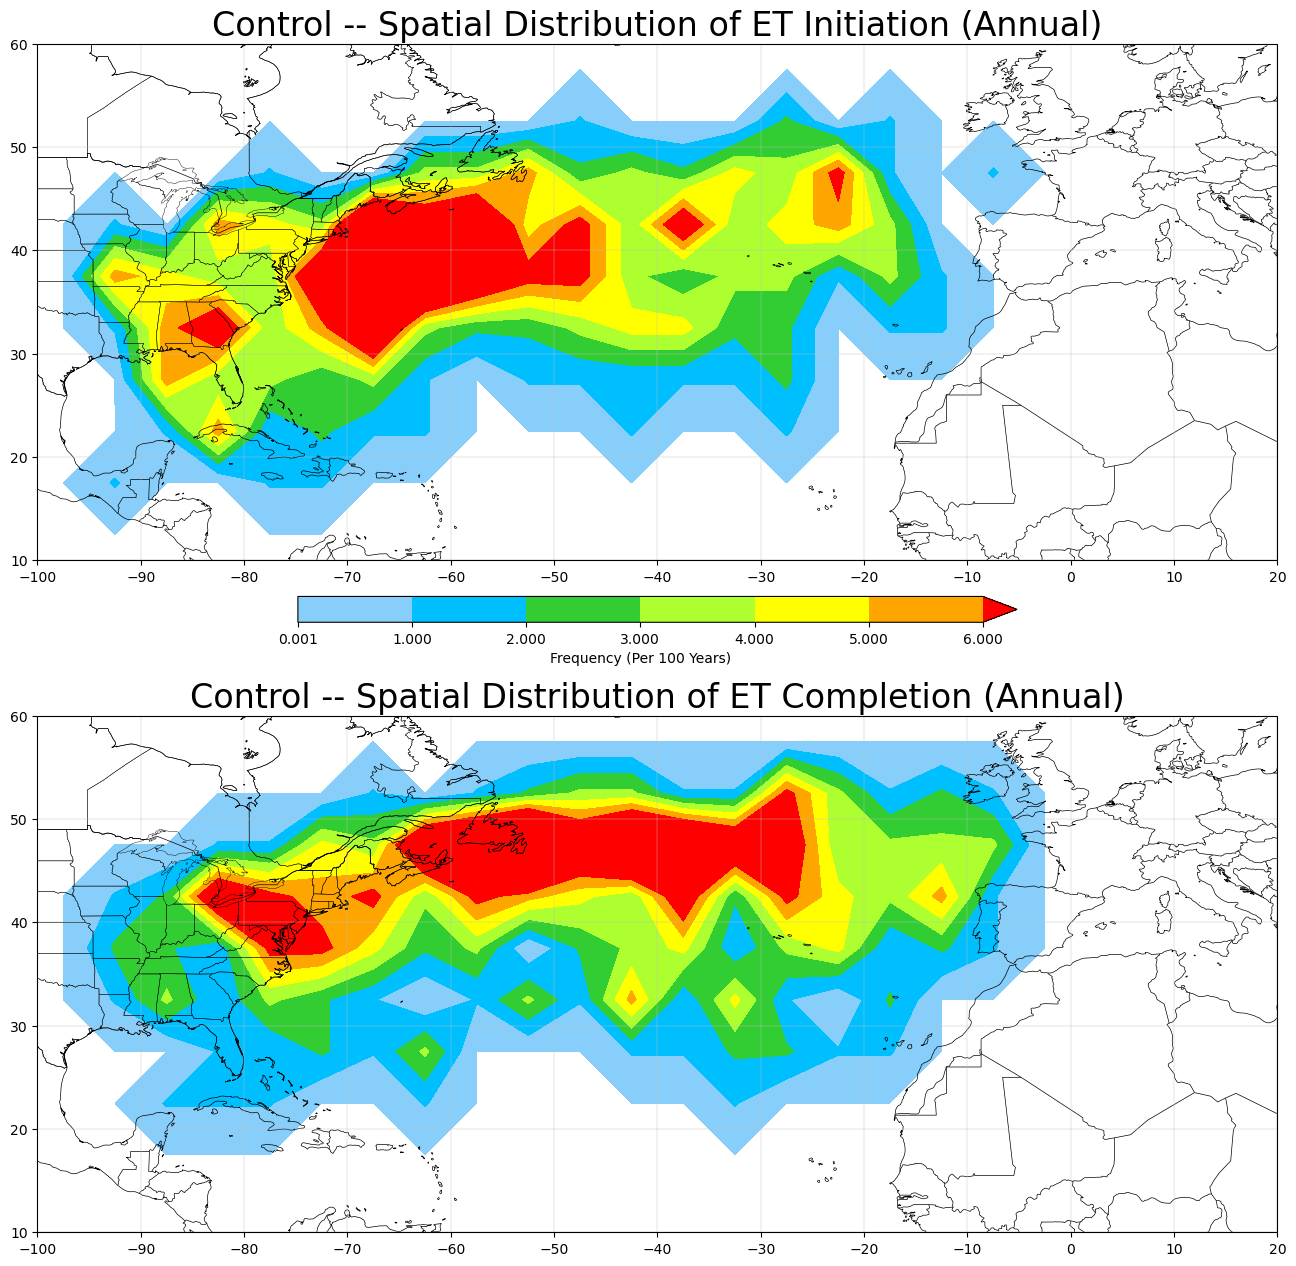 Control -- Spatial Distribution of ET Initiation (Annual)
60
50
40
30
20
10
−100 −90 −80 −70 −60 −50 −40 −30 −20 −10 0 10 20
0.001 1.000 2.000 3.000 4.000 5.000 6.000
Frequency (Per 100 Years)
Control -- Spatial Distribution of ET Completion (Annual)
60
50
40
30
20
10
−100 −90 −80 −70 −60 −50 −40 −30 −20 −10 0 10 20